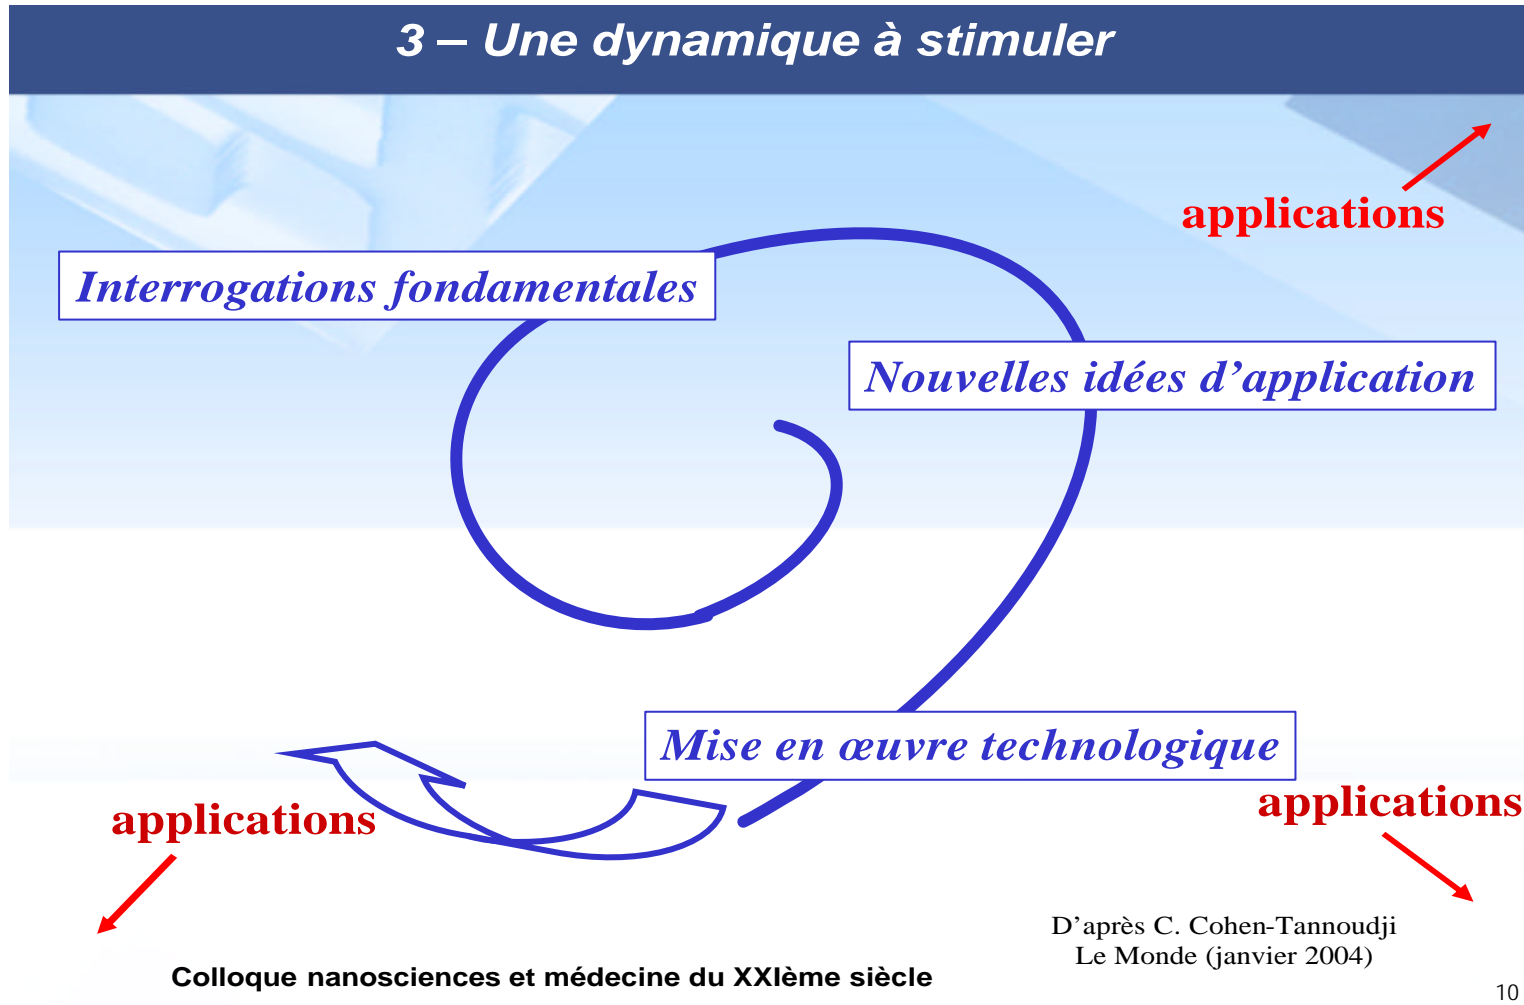 3 – Une dynamique à stimuler
applications
Interrogations fondamentales
Nouvelles idées d’application
Mise en œuvre technologique
applications
applications
D’après C. Cohen-Tannoudji
Le Monde (janvier 2004)
Colloque nanosciences et médecine du XXIème siècle
10